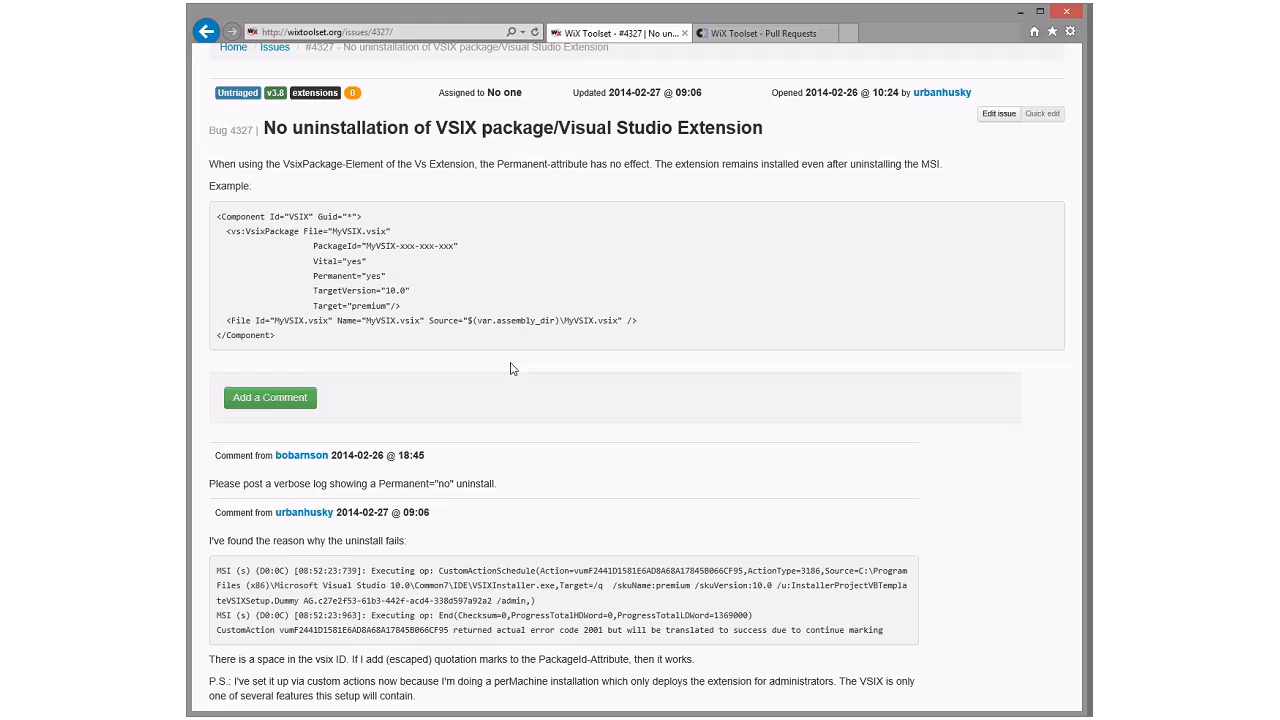 http://wixtoolset.org/issues/4327/
WiX Toolset - #4327 | No un...
WiX Toolset - Pull Requests
Home / Issues / #4327 - No uninstallation of VSIX package/Visual Studio Extension
Untriaged v3.8 extensions 0 Assigned to No one Updated 2014-02-27 @ 09:06 Opened 2014-02-26 @ 10:24 by urbanhusky
Edit issue Quick edit
Bug 4327 | No uninstallation of VSIX package/Visual Studio Extension
When using the VsixPackage-Element of the Vs Extension, the Permanent-attribute has no effect. The extension remains installed even after uninstalling the MSI.
Example:
<Component Id="VSIX" Guid="*">
<vs:VsixPackage File="MyVSIX.vsix"
PackageId="MyVSIX-xxx-xxx-xxx"
Vital="yes"
Permanent="yes"
TargetVersion="10.0"
Target="premium"/>
<File Id="MyVSIX.vsix" Name="MyVSIX.vsix" Source="$(var.assembly_dir)\MyVSIX.vsix" />
</Component>
Add a Comment
Comment from bobarnson 2014-02-26 @ 18:45
Please post a verbose log showing a Permanent="no" uninstall.
Comment from urbanhusky 2014-02-27 @ 09:06
I've found the reason why the uninstall fails:
MSI (s) (D0:0C) [08:52:23:739]: Executing op: CustomActionSchedule(Action=vumF2441D1581E6AD8A68A17845B066CF95,ActionType=3186,Source=C:\Program
Files (x86)\Microsoft Visual Studio 10.0\Common7\IDE\VSIXInstaller.exe,Target=/q /skuName:premium /skuVersion:10.0 /u:InstallerProjectVBTempla
teVSIXSetup.Dummy AG.c27e2f53-61b3-442f-acd4-338d597a92a2 /admin,)
MSI (s) (D0:0C) [08:52:23:963]: Executing op: End(Checksum=0,ProgressTotalHDWord=0,ProgressTotalLDWord=1369000)
CustomAction vumF2441D1581E6AD8A68A17845B066CF95 returned actual error code 2001 but will be translated to success due to continue marking
There is a space in the vsix ID. If I add (escaped) quotation marks to the PackageId-Attribute, then it works.
P.S.: I've set it up via custom actions now because I'm doing a perMachine installation which only deploys the extension for administrators. The VSIX is only
one of several features this setup will contain.